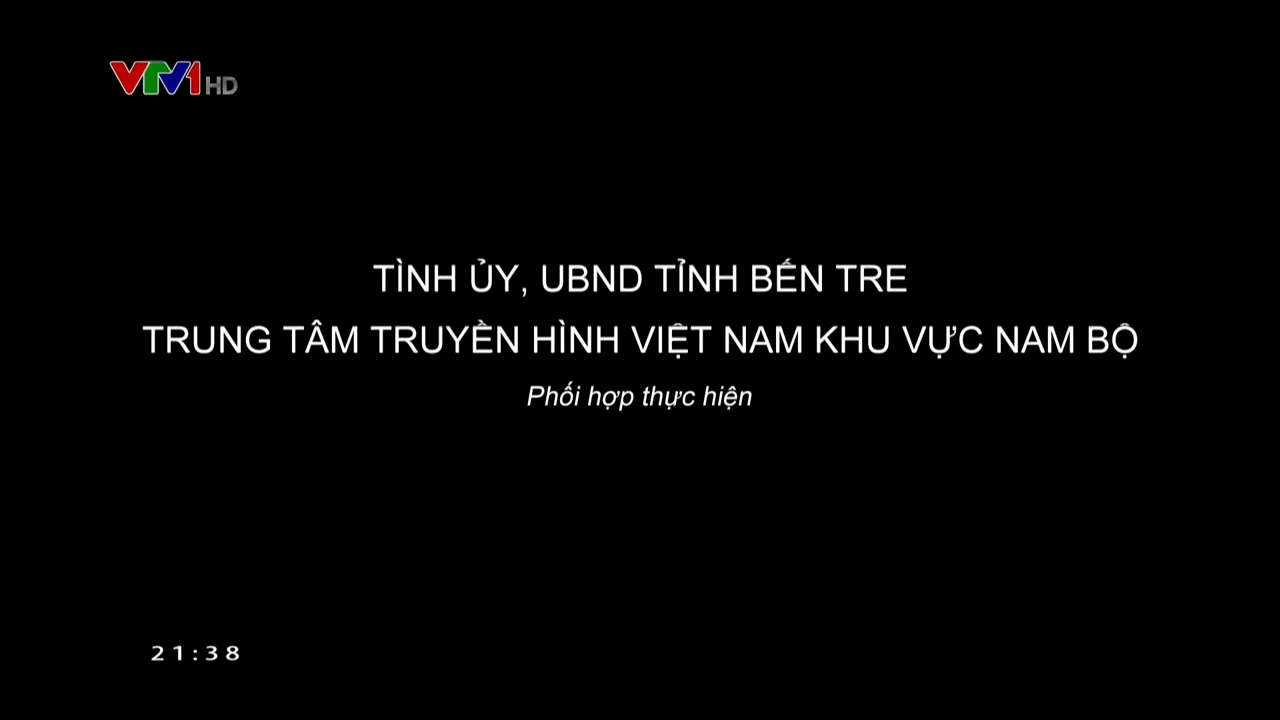 VTV1 HD
TÌNH ỦY, UBND TỈNH BẾN TRE
TRUNG TÂM TRUYỀN HÌNH VIỆT NAM KHU VỰC NAM BỘ
Phối hợp thực hiện
21:38